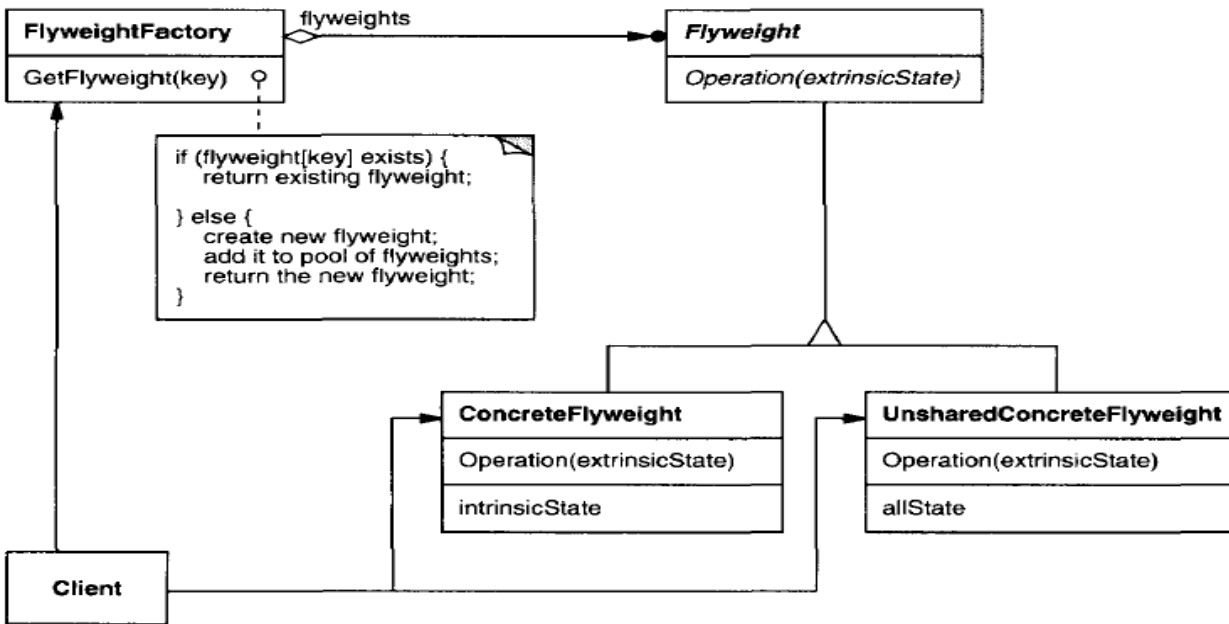 FlyweightFactory
GetFlyweight(key)
flyweights
Flyweight
Operation(extrinsicState)
if (flyweight[key] exists) {
return existing flyweight;
} else {
create new flyweight;
add it to pool of flyweights;
return the new flyweight;
}
ConcreteFlyweight
Operation(extrinsicState)
intrinsicState
UnsharedConcreteFlyweight
Operation(extrinsicState)
allState
Client